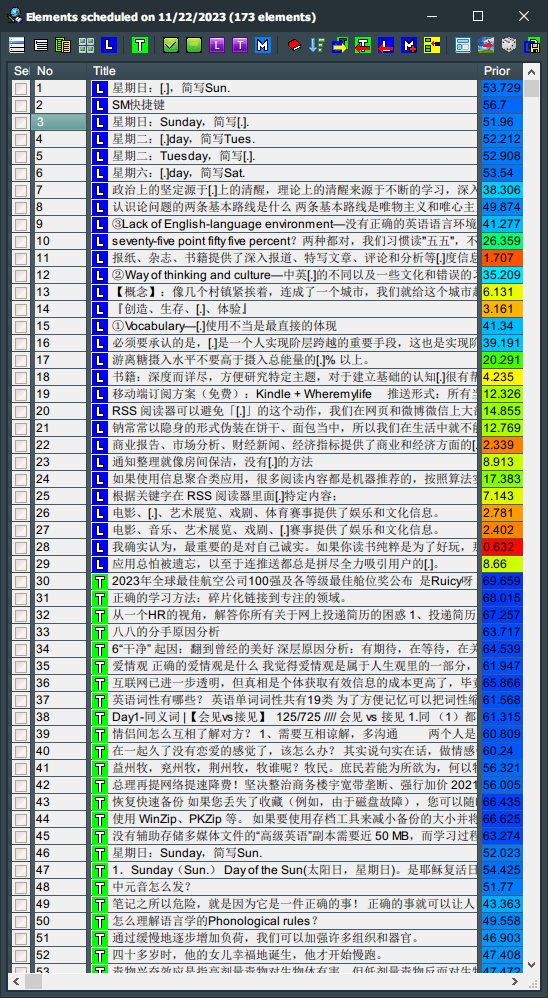 Elements scheduled on 11/22/2023 (173 elements)
Se No Title Prior
1 L 星期日：[.]，简写Sun. 53.729
2 L SM快捷键 56.7
3 L 星期日：Sunday，简写[.]. 51.96
4 L 星期二：[.]day，简写Tues. 52.212
5 L 星期二：Tuesday，简写[.]. 52.908
6 L 星期六：[.]day，简写Sat. 53.54
7 L 政治上的坚定源于[.]上的清醒，理论上的清醒来源于不断的学习，深入 38.306
8 L 认识论问题的两条基本路线是什么 两条基本路线是唯物主义和唯心主 49.874
9 L ③Lack of English-language environment—没有正确的英语语言环境 41.277
10 L seventy-five point fifty five percent？两种都对，我们习惯读"五五"，不 26.359
11 L 报纸、杂志、书籍提供了深入报道、特写文章、评论和分析等[.]度信息 1.707
12 L ②Way of thinking and culture—中英[.]的不同以及一些文化和错误的习 35.209
13 L 【概念】：像几个村镇紧挨着，连成了一个城市，我们就给这个城市起 6.131
14 L 『创造、生存、[.]、体验』 3.161
15 L ①Vocabulary—[.]使用不当是最直接的体现 41.34
16 L 必须要承认的是，[.]是一个人实现阶层跨越的重要手段，这也是实现阶 39.191
17 L 游离糖摄入水平不要高于摄入总能量的[.]% 以上。 20.291
18 L 书籍：深度而详尽，方便研究特定主题，对于建立基础的认知[.]很有帮 4.235
19 L 移动端订阅方案（免费）：Kindle + Wheremylife 推送形式：所有当 12.326
20 L RSS 阅读器可以避免「[.]」的这个动作，我们在网页和微博微信上大部 14.855
21 L 钠常常以隐身的形式伪装在饼干、面包当中，所以我们在生活中就不能 12.769
22 L 商业报告、市场分析、财经新闻、经济指标提供了商业和经济方面的[. 2.339
23 L 通知整理就像房间保洁，没有[.]的方法 8.913
24 L 如果使用信息聚合类应用，很多阅读内容都是机器推荐的，按照算法实 17.383
25 L 根据关键字在 RSS 阅读器里面[.]特定内容： 7.143
26 L 电影、[.]、艺术展览、戏剧、体育赛事提供了娱乐和文化信息。 2.781
27 L 电影、音乐、艺术展览、戏剧、[.]赛事提供了娱乐和文化信息。 2.402
28 L 我确实认为，最重要的是对自己诚实。如果你读书纯粹是为了好玩，那 0.632
29 L 应用总怕被遗忘，以至于连推送都总是拼尽全力吸引用户的[.]。 8.66
30 T 2023年全球最佳航空公司100强及各等级最佳舱位奖公布 是Ruicy呀 69.659
31 T 正确的学习方法：碎片化链接到专注的领域。 68.015
32 T 从一个HR的视角，解答你所有关于网上投递简历的困惑 1、投递简历 67.257
33 T 八八的分手原因分析 63.717
34 T 6“干净” 起因：翻到曾经的美好 深层原因分析：有期待，在等待，在关 64.539
35 T 爱情观 正确的爱情观是什么 我觉得爱情观是属于人生观里的一部分， 61.947
36 T 互联网已进一步透明，但真相是个体获取有效信息的成本更高了，毕竟 65.866
37 T 英语词性有哪些？ 英语单词词性共有19类 为了方便记忆可以把词性缩 61.568
38 T Day1-同义词 |【会见vs接见】 125/725 //// 会见 vs 接见 1.同 （1）都 61.315
39 T 情侣间怎么互相了解对方？ 1、需要互相谅解，多沟通 两个人是 60.809
40 T 在一起久了没有恋爱的感觉了，该怎么办？ 其实说句实在话，做情感 60.24
41 T 益州牧，兖州牧，荆州牧，牧谁呢？牧民。庶民若能为所欲为，何以牧 56.321
42 T 总理再提网络提速降费！坚决整治商务楼宇宽带垄断、强行加价 2021 56.005
43 T 恢复快速备份 如果您丢失了收藏（例如，由于磁盘故障），您可以随时 66.435
44 T 使用 WinZip、PKZip 等。 如果要使用存档工具来减小备份的大小并将 66.625
45 T 没有辅助存储多媒体文件的“高级英语”副本需要近 50 MB，而学习过程 63.274
46 T 星期日：Sunday，简写Sun. 52.023
47 T 1．Sunday（Sun.） Day of the Sun(太阳日，星期日)。是耶稣复活日 54.425
48 T 中元音怎么发？ 51.77
49 T 笔记之所以危险，就是因为它是一件正确的事！ 正确的事就可以让人 43.363
50 T 怎么理解语言学的Phonological rules？ 49.558
51 T 通过缓慢地逐步增加负荷，我们可以加强许多组织和器官。 46.903
52 T 四十多岁时，他的女儿幸福地诞生，他才开始慢跑。 47.408
53 T 毒物兴奋效应是指高剂量毒物对生物体有害，但低剂量毒物反而对生 47.472